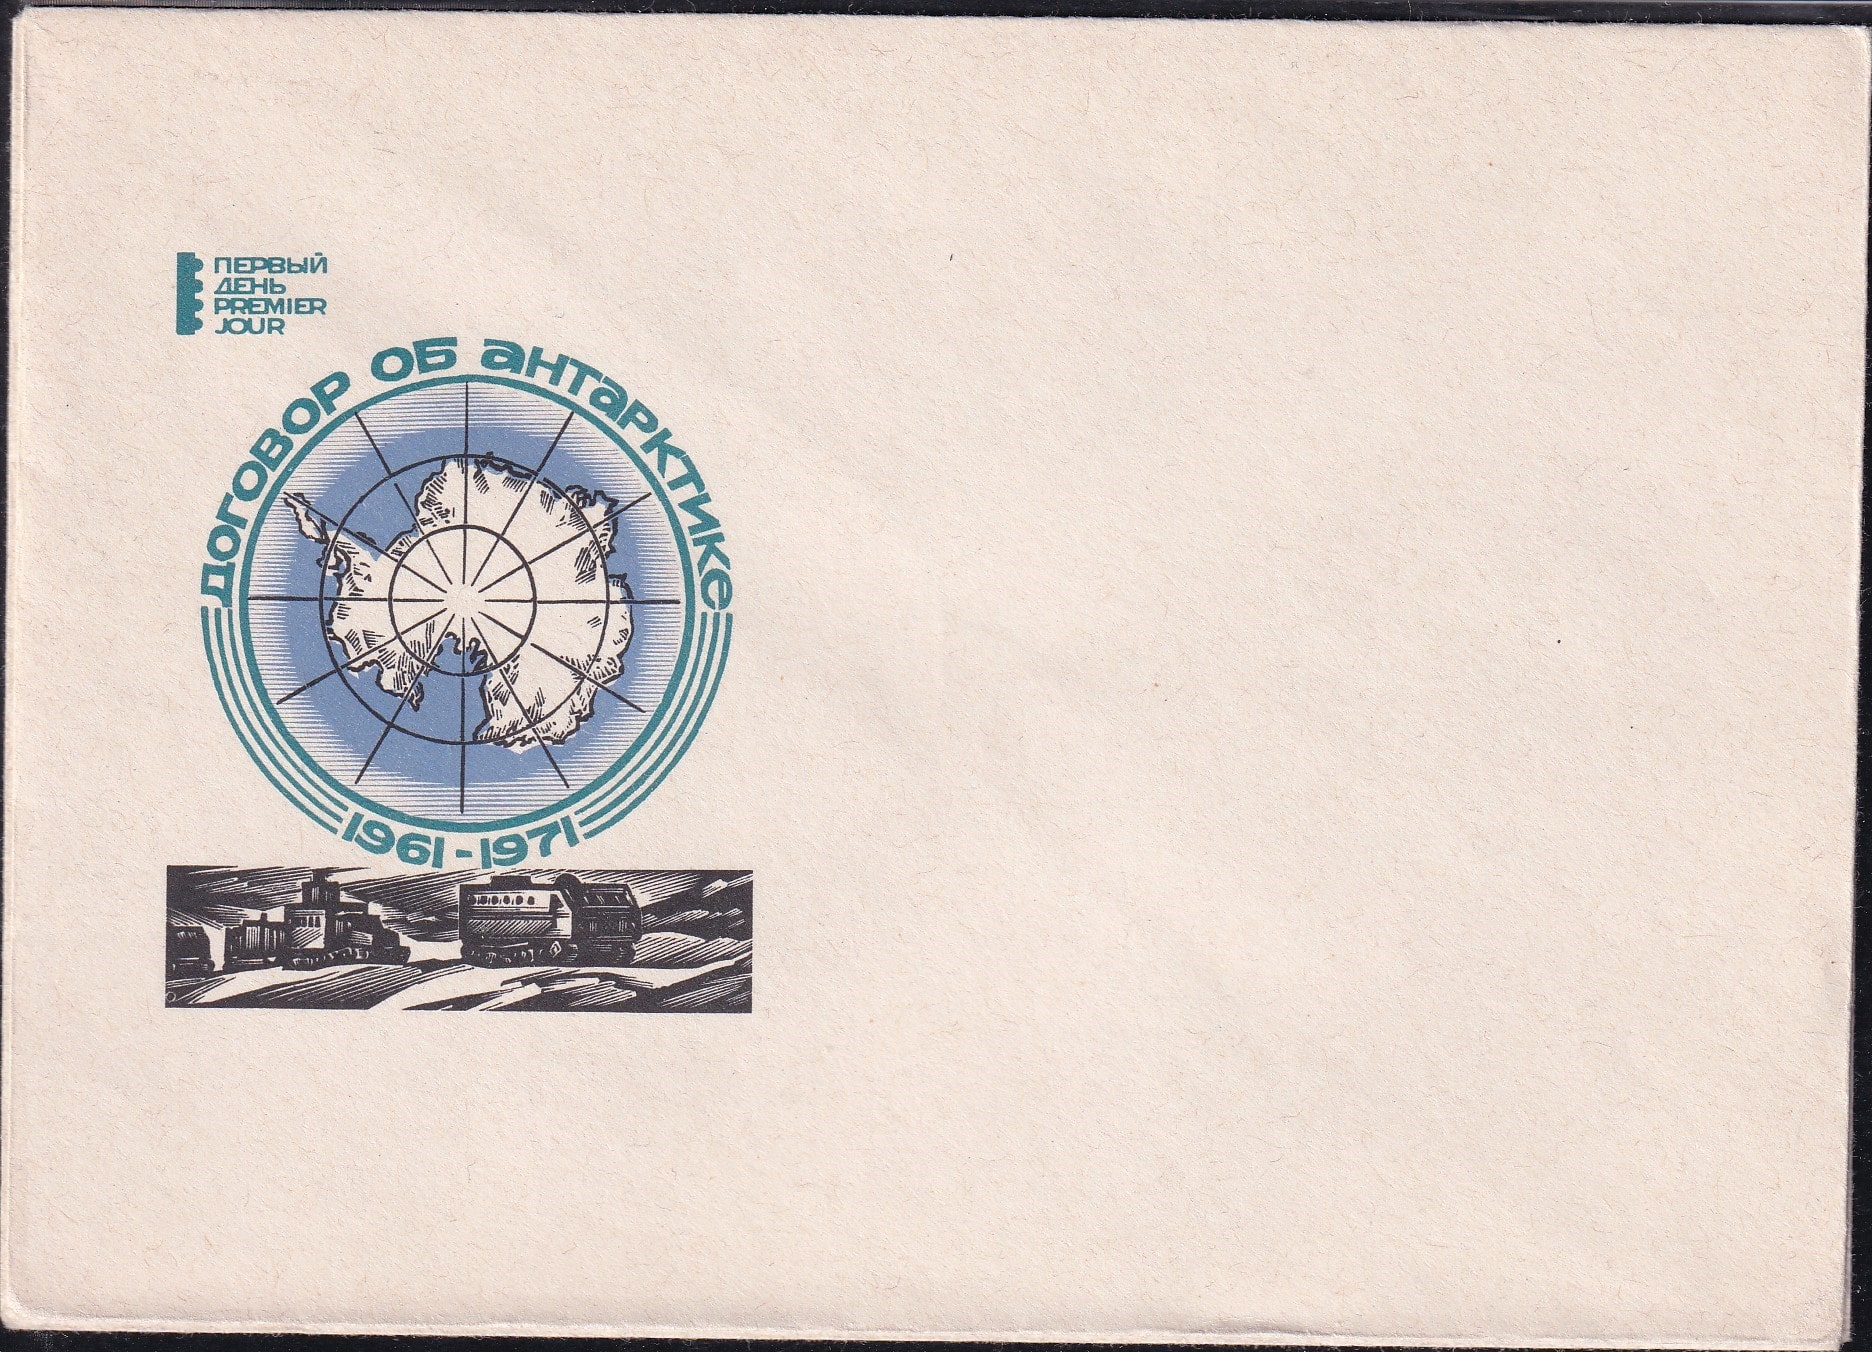 ПЕРВЫЙ
ДЕНЬ
PREMIER
JOUR
ДОГОВОР ОБ АНТАРКТИКЕ
1961-1971